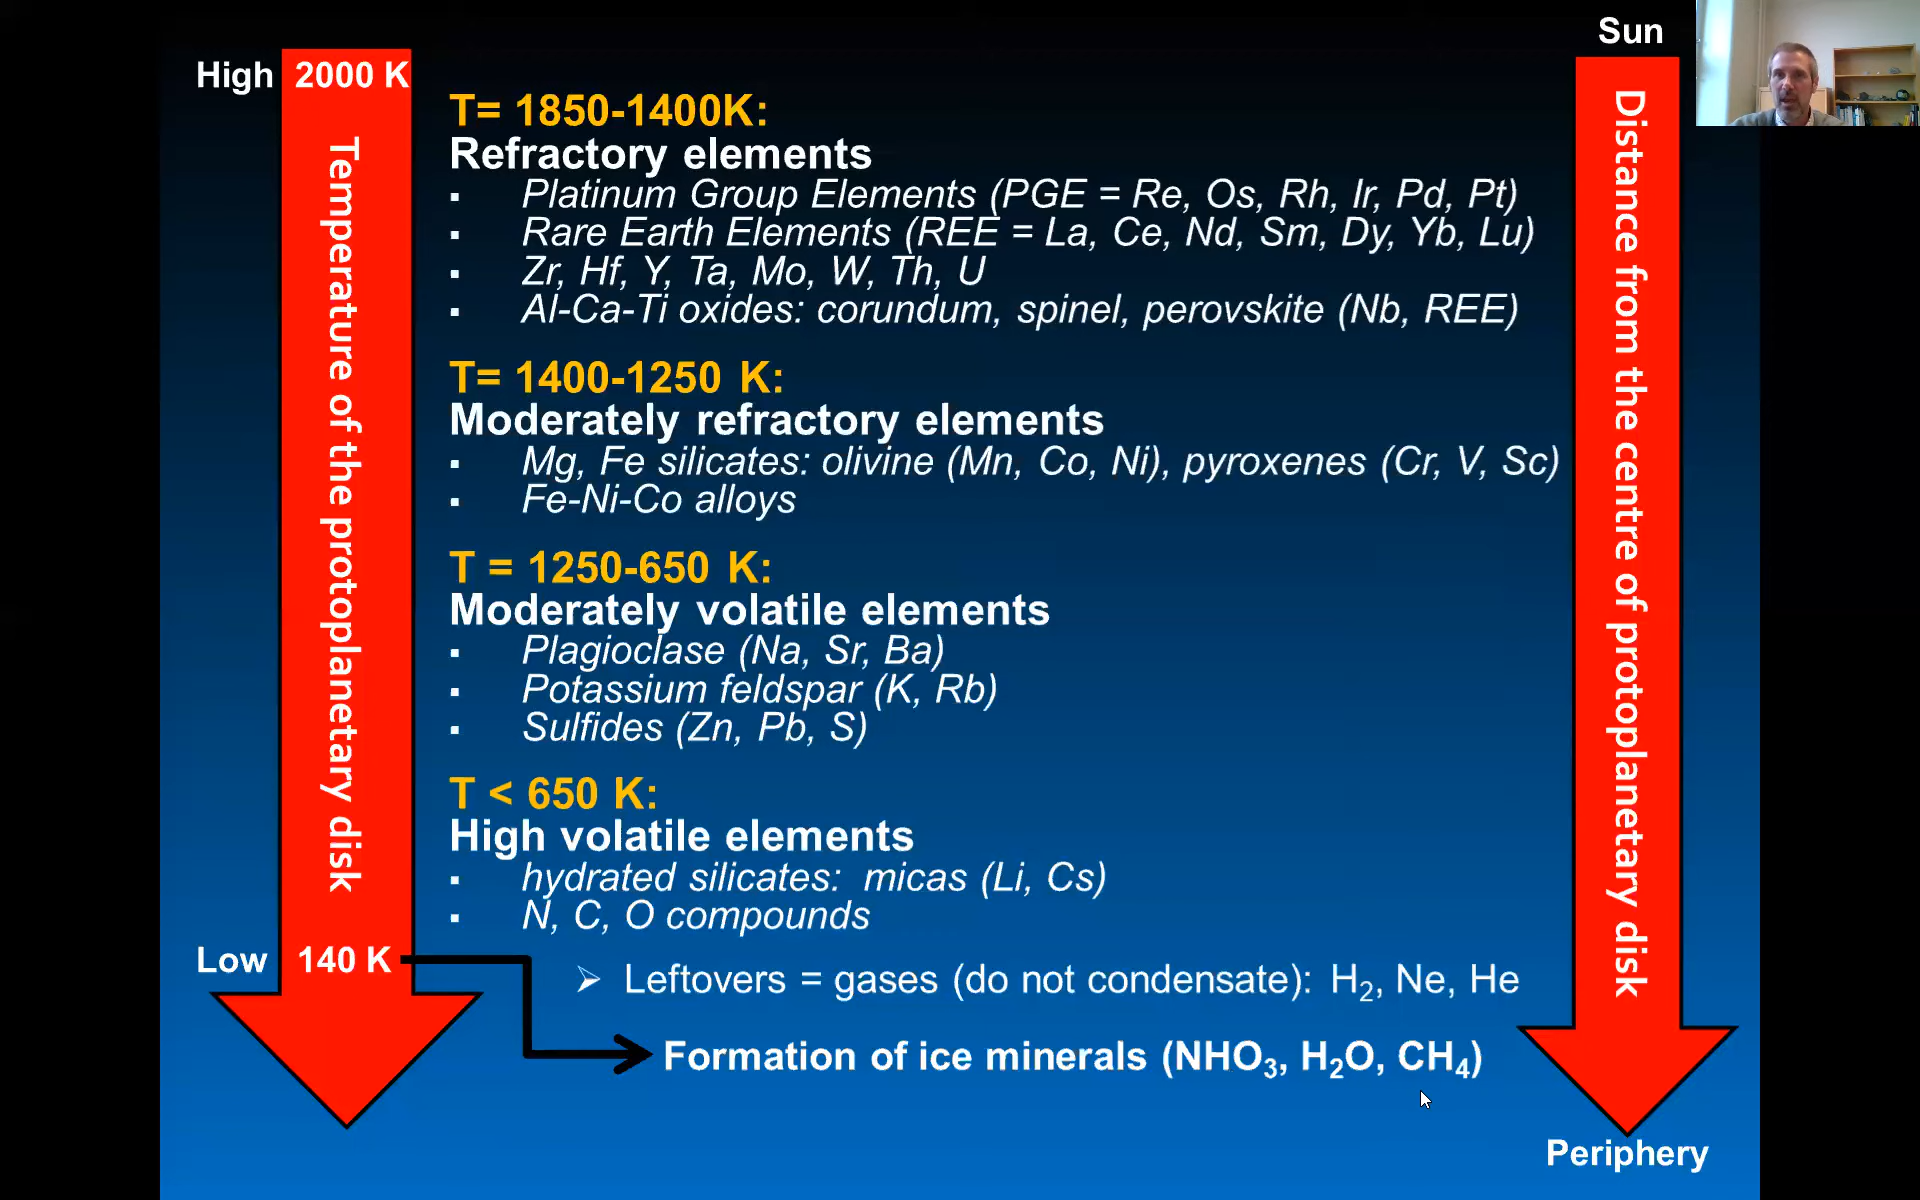 Sun
High 2000 K
T= 1850-1400K:
Refractory elements
▪ Platinum Group Elements (PGE = Re, Os, Rh, Ir, Pd, Pt)
▪ Rare Earth Elements (REE = La, Ce, Nd, Sm, Dy, Yb, Lu)
▪ Zr, Hf, Y, Ta, Mo, W, Th, U
▪ Al-Ca-Ti oxides: corundum, spinel, perovskite (Nb, REE)
T= 1400-1250 K:
Moderately refractory elements
▪ Mg, Fe silicates: olivine (Mn, Co, Ni), pyroxenes (Cr, V, Sc)
▪ Fe-Ni-Co alloys
T = 1250-650 K:
Moderately volatile elements
▪ Plagioclase (Na, Sr, Ba)
▪ Potassium feldspar (K, Rb)
▪ Sulfides (Zn, Pb, S)
T < 650 K:
High volatile elements
▪ hydrated silicates: micas (Li, Cs)
▪ N, C, O compounds
Low 140 K
➢ Leftovers = gases (do not condensate): H₂, Ne, He
Formation of ice minerals (NHO₃, H₂O, CH₄)
Periphery
Temperature of the protoplanetary disk
Distance from the centre of protoplanetary disk